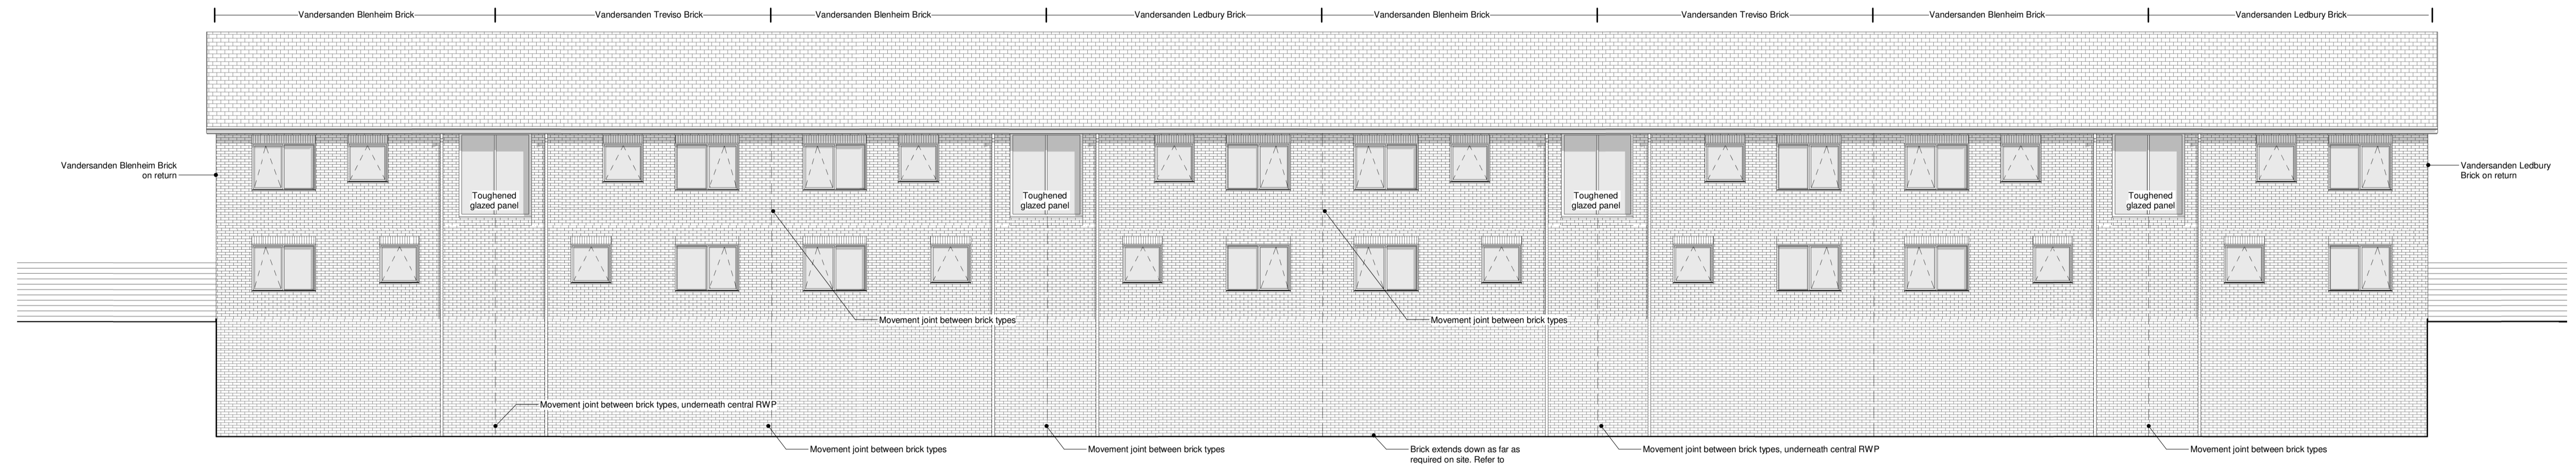 Vandersanden Blenheim Brick
Vandersanden Treviso Brick
Vandersanden Blenheim Brick
Vandersanden Ledbury Brick
Vandersanden Blenheim Brick
Vandersanden Treviso Brick
Vandersanden Blenheim Brick
Vandersanden Ledbury Brick
Vandersanden Blenheim Brick
on return
Vandersanden Ledbury
Brick on return
Toughened
glazed panel
Toughened
glazed panel
Toughened
glazed panel
Toughened
glazed panel
Movement joint between brick types
Movement joint between brick types
Movement joint between brick types, underneath central RWP
Movement joint between brick types
Movement joint between brick types
Brick extends down as far as
required on site. Refer to
Movement joint between brick types, underneath central RWP
Movement joint between brick types